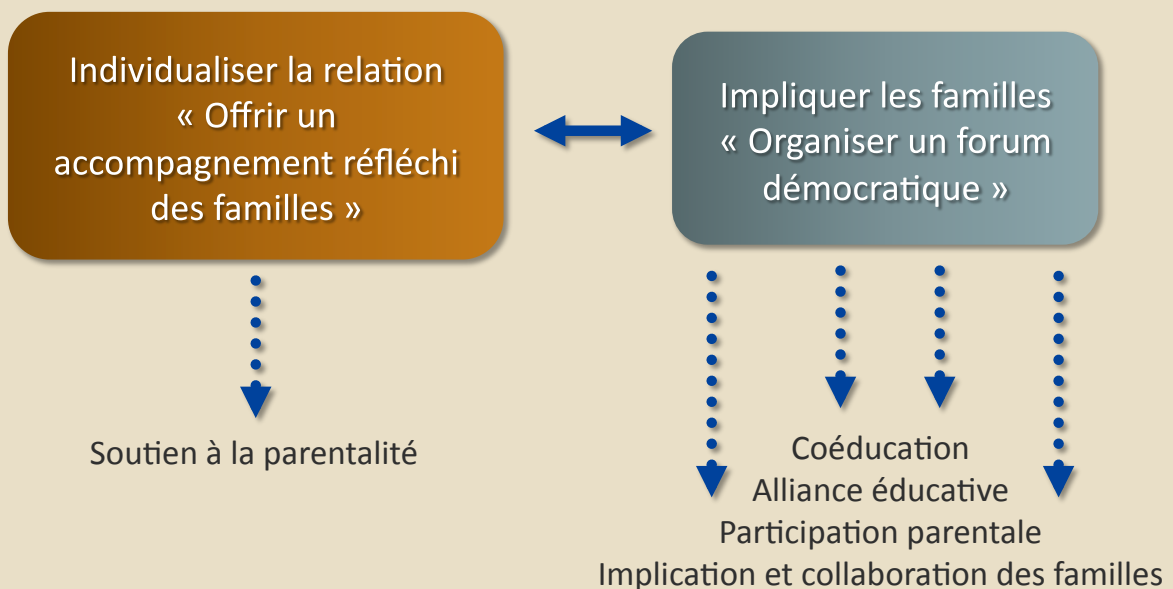 Individualiser la relation
« Offrir un
accompagnement réfléchi
des familles »
Impliquer les familles
« Organiser un forum
démocratique »
Soutien à la parentalité
Coéducation
Alliance éducative
Participation parentale
Implication et collaboration des familles